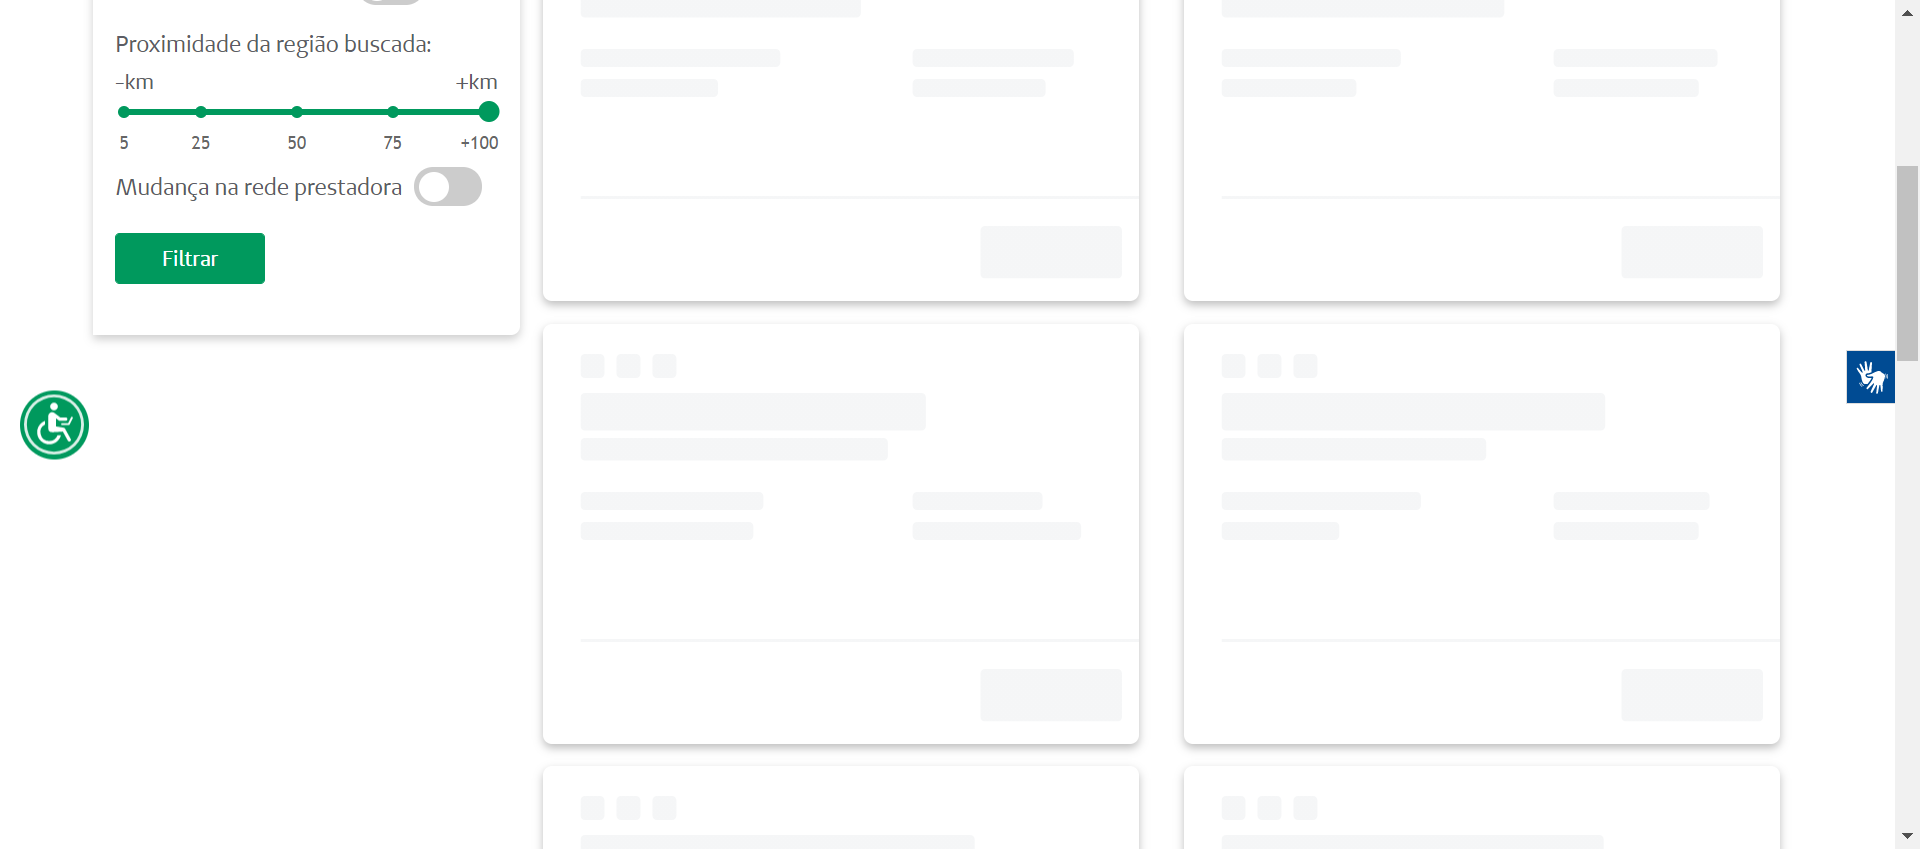 Proximidade da região buscada:
-km +km
5 25 50 75 +100
Mudança na rede prestadora
Filtrar